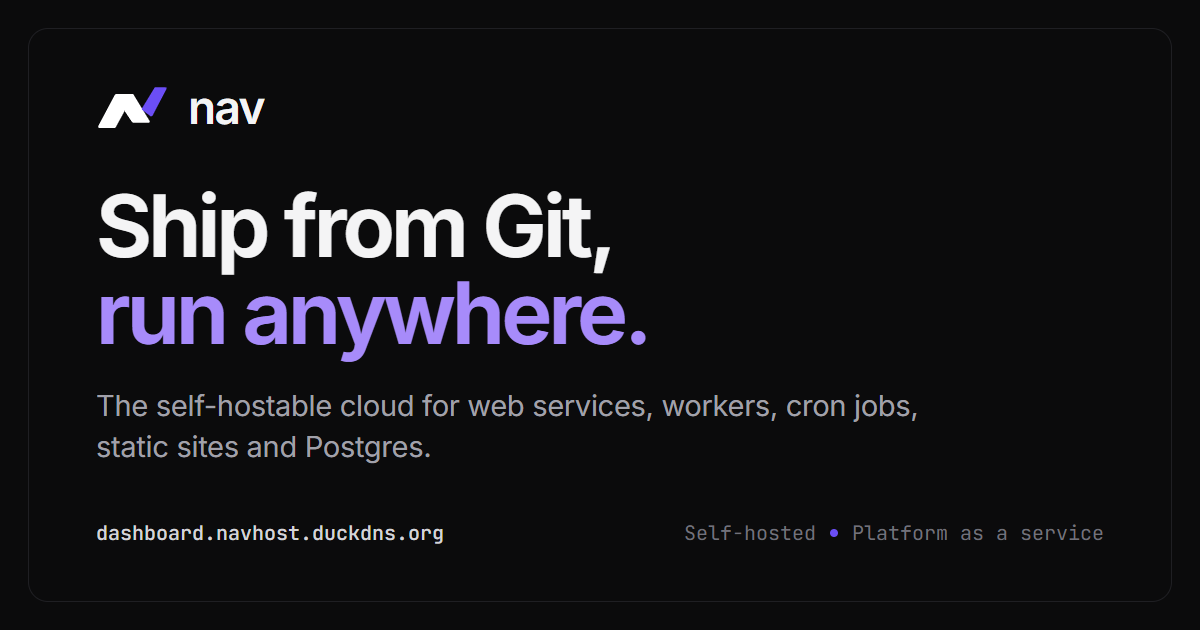 nav
Ship from Git,
run anywhere.
The self-hostable cloud for web services, workers, cron jobs,
static sites and Postgres.
dashboard.navhost.duckdns.org
Self-hosted • Platform as a service